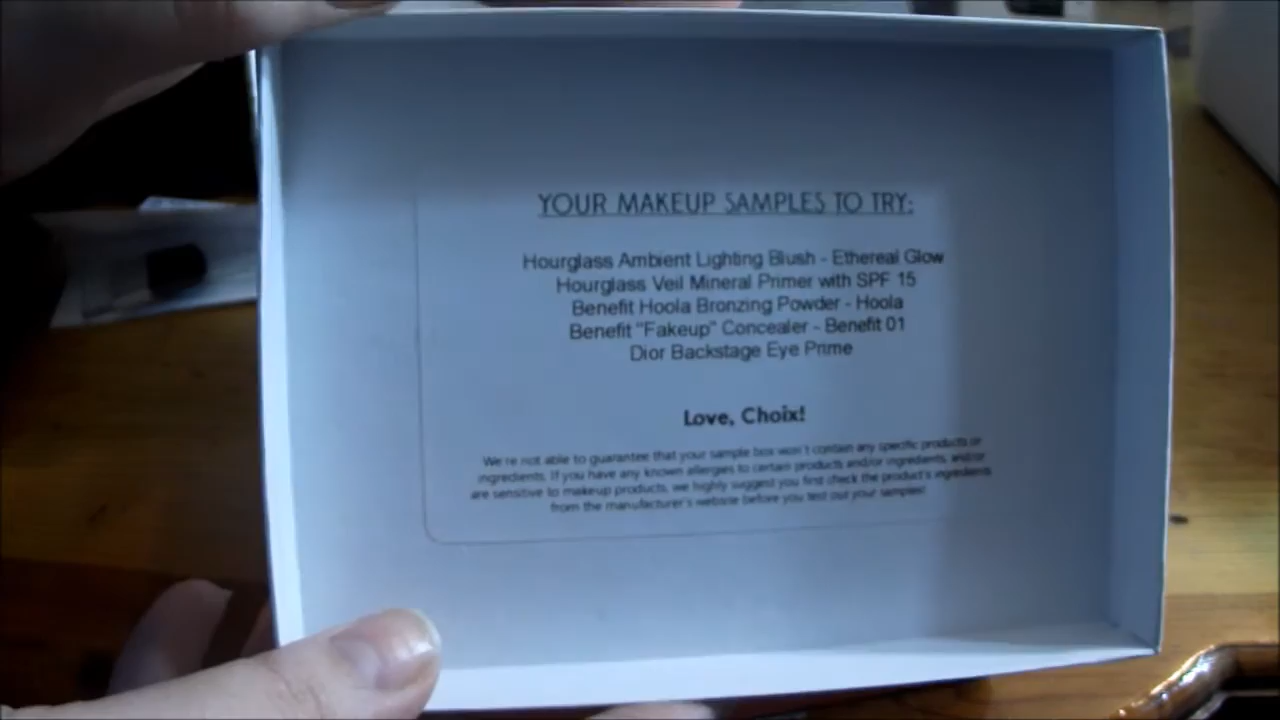 YOUR MAKEUP SAMPLES TO TRY:
Hourglass Ambient Lighting Blush - Ethereal Glow
Hourglass Veil Mineral Primer with SPF 15
Benefit Hoola Bronzing Powder - Hoola
Benefit "Fakeup" Concealer - Benefit 01
Dior Backstage Eye Prime
Love, Choix!
We're not able to guarantee that your sample box won't contain any specific products or
ingredients. If you have any known allergies to certain products and/or ingredients, and/or
are sensitive to makeup products, we highly suggest you first check the product's ingredients
from the manufacturer's website before you test out your samples!